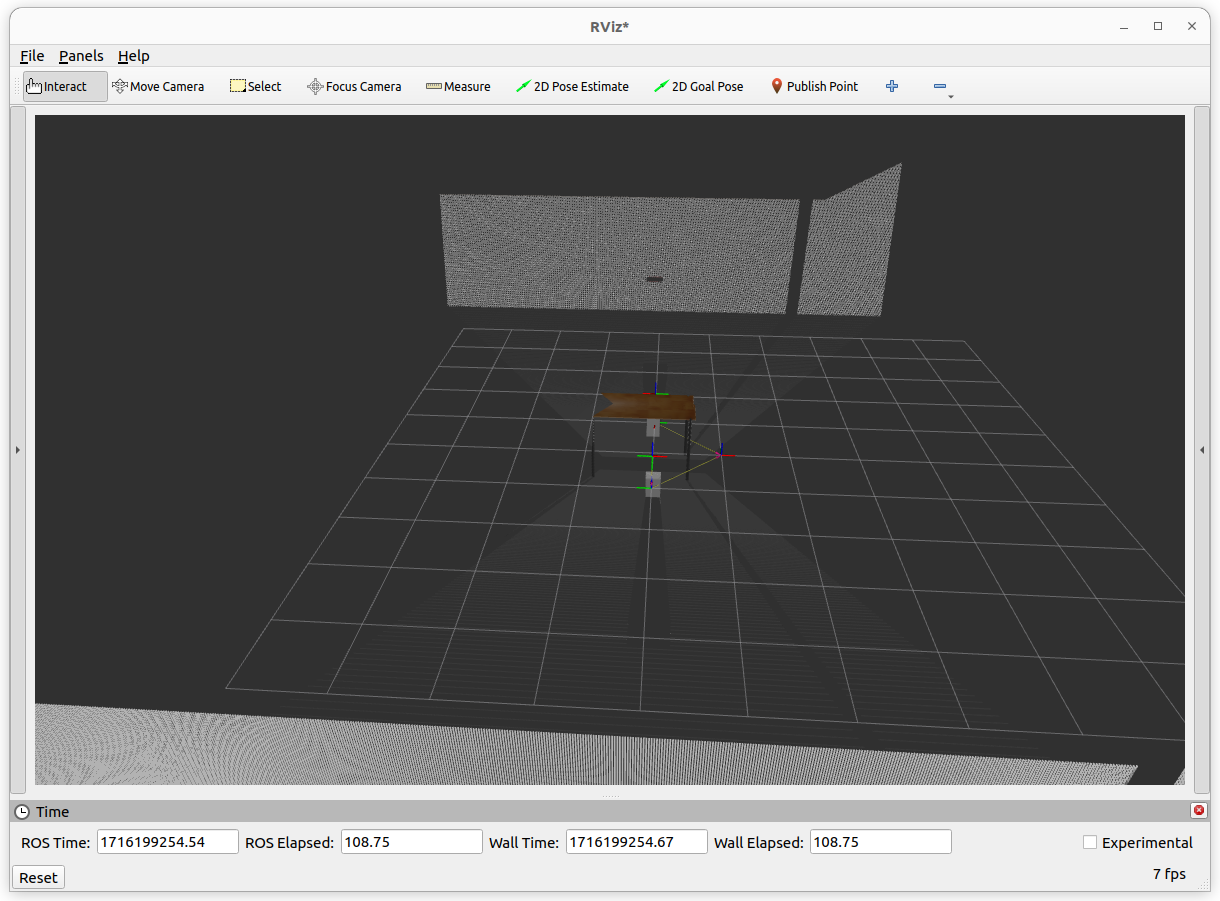 RViz*
File Panels Help
Interact Move Camera Select Focus Camera Measure 2D Pose Estimate 2D Goal Pose Publish Point
Time
ROS Time: 1716199254.54 ROS Elapsed: 108.75 Wall Time: 1716199254.67 Wall Elapsed: 108.75 Experimental
Reset 7 fps